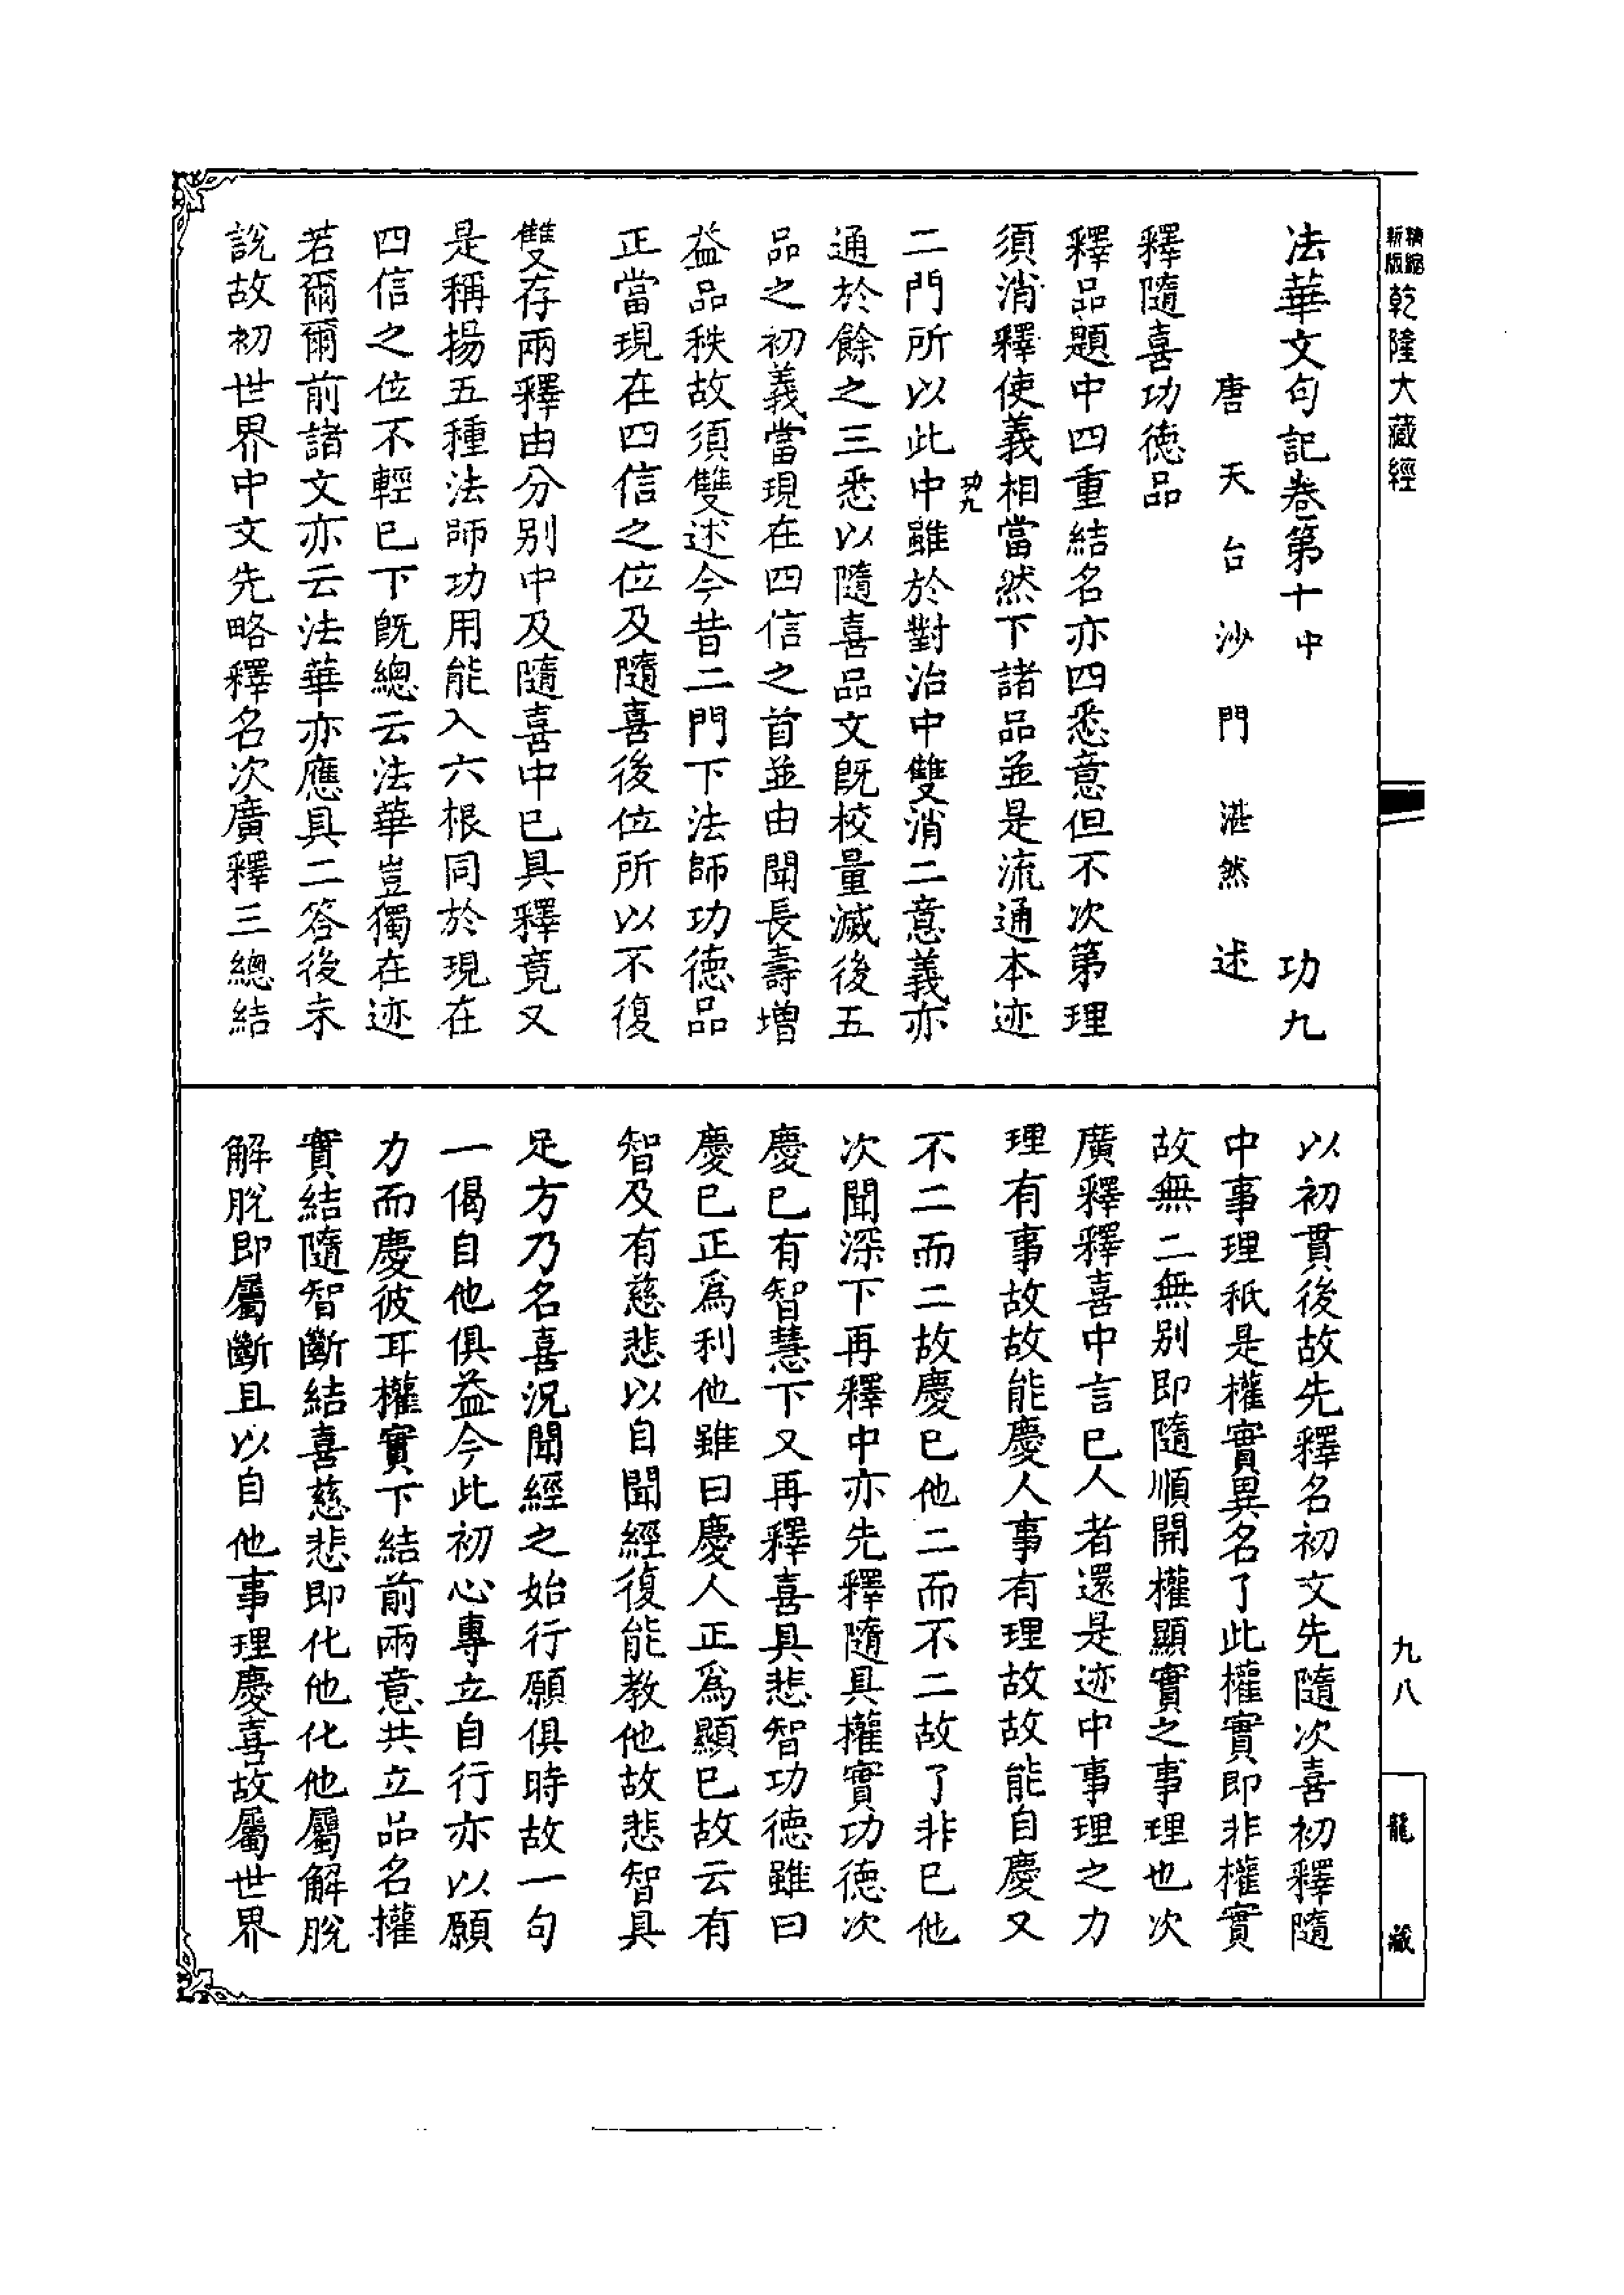 精縮
新版
乾隆大藏經
九八
龍藏
法華文句記卷第十中 功九
唐天台沙門湛然述
釋隨喜功德品
釋品題中四重結名亦四悉意但不次第理
須消釋使義相當然下諸品並是流通本迹
功九
二門所以此中雖於對治中雙消二意義亦
通於餘之三悉以隨喜品文旣校量滅後五
品之初義當現在四信之首並由聞長壽增
益品秩故須雙述今昔二門下法師功德品
正當現在四信之位及隨喜後位所以不復
雙存兩釋由分別中及隨喜中已具釋竟又
是稱揚五種法師功用能入六根同於現在
四信之位不輕已下旣總云法華豈獨在迹
若爾爾前諸文亦云法華亦應具二答後未
說故初世界中文先略釋名次廣釋三總結
以初貫後故先釋名初文先隨次喜初釋隨
中事理秖是權實異名了此權實即非權實
故無二無別即隨順開權顯實之事理也次
廣釋釋喜中言已人者還是迹中事理之力
理有事故故能慶人事有理故故能自慶又
不二而二故慶已他二而不二故了非已他
次聞深下再釋中亦先釋隨具權實功德次
慶已有智慧下又再釋喜具悲智功德雖曰
慶已正爲利他雖曰慶人正爲顯已故云有
智及有慈悲以自聞經復能教他故悲智具
足方乃名喜況聞經之始行願俱時故一句
一偈自他俱益今此初心專立自行亦以願
力而慶彼耳權實下結前兩意共立品名權
實結隨智斷結喜慈悲即化他化他屬解脫
解脫即屬斷且以自他事理慶喜故屬世界